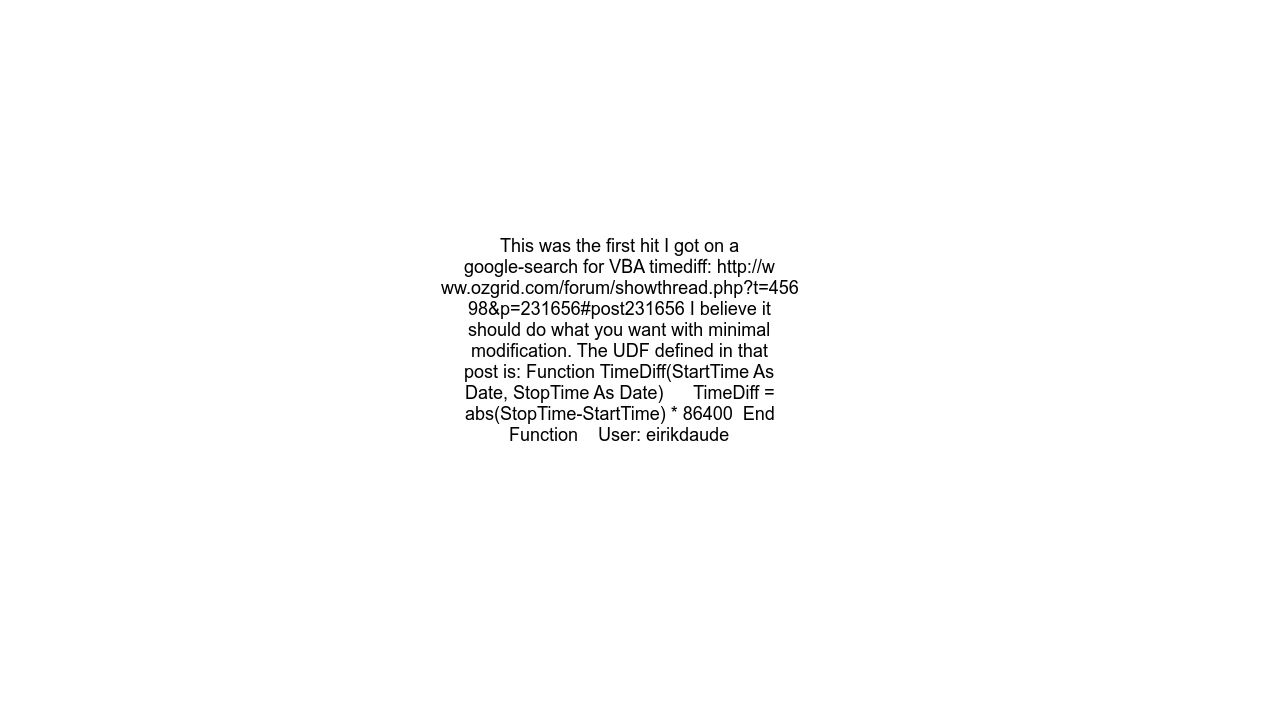 This was the first hit I got on a
google-search for VBA timediff: http://w
ww.ozgrid.com/forum/showthread.php?t=456
98&p=231656#post231656 I believe it
should do what you want with minimal
modification. The UDF defined in that
post is: Function TimeDiff(StartTime As
Date, StopTime As Date)      TimeDiff =
abs(StopTime-StartTime) * 86400  End
Function    User: eirikdaude